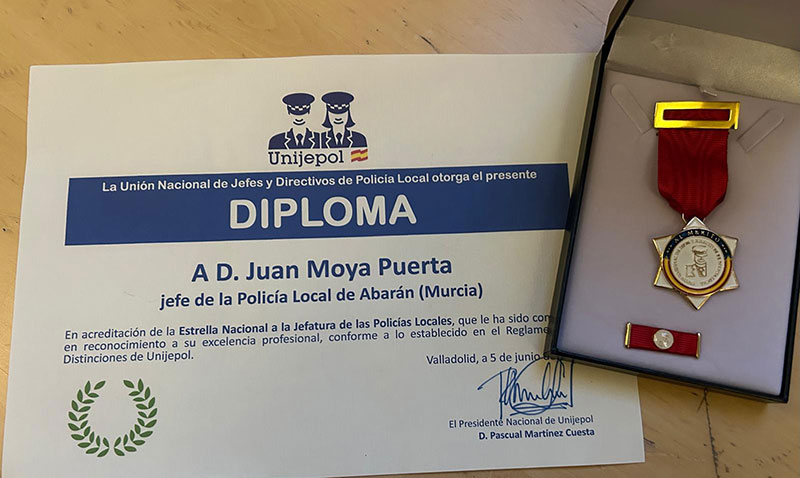 Unijepol
La Unión Nacional de Jefes y Directivos de Policía Local otorga el presente
DIPLOMA
A D. Juan Moya Puerta
jefe de la Policía Local de Abarán (Murcia)
En acreditación de la Estrella Nacional a la Jefatura de las Policías Locales, que le ha sido
en reconocimiento a su excelencia profesional, conforme a lo establecido en el
Distinciones de Unijepol.
Valladolid, a 5 de junio
El Presidente Nacional de Unijepol
D. Pascual Martínez Cuesta
AL MERITO